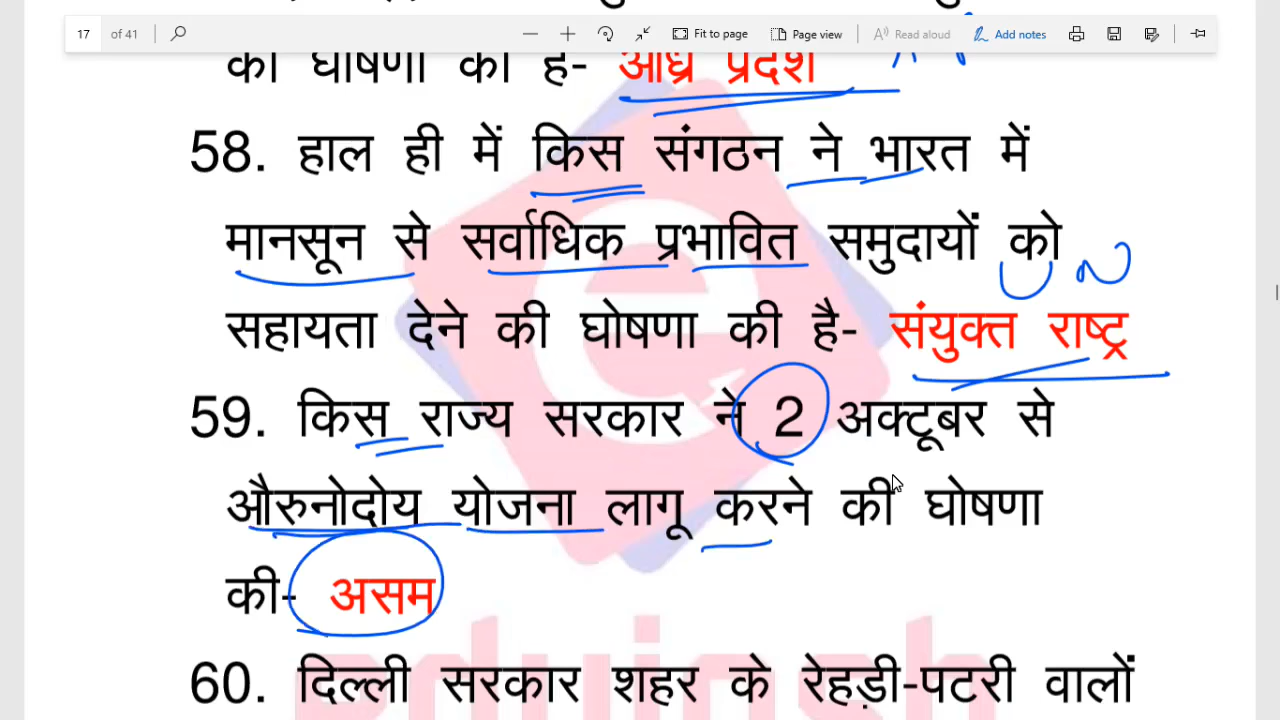 17 of 41 Fit to page Page view Read aloud Add notes
की घोषणा की है- आंध्र प्रदेश
58. हाल ही में किस संगठन ने भारत में
मानसून से सर्वाधिक प्रभावित समुदायों को
UN
सहायता देने की घोषणा की है- संयुक्त राष्ट्र
59. किस राज्य सरकार ने 2 अक्टूबर से
औरुनोदोय योजना लागू करने की घोषणा
की- असम
60. दिल्ली सरकार शहर के रेहड़ी-पटरी वालों